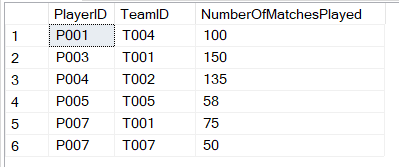 PlayerID TeamID NumberOfMatchesPlayed
1 P001 T004 100
2 P003 T001 150
3 P004 T002 135
4 P005 T005 58
5 P007 T001 75
6 P007 T007 50